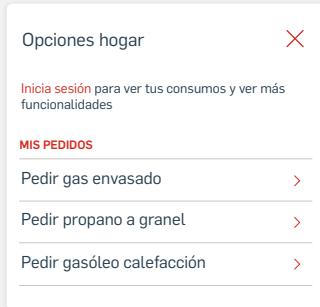 Opciones hogar
Inicia sesión para ver tus consumos y ver más
funcionalidades
MIS PEDIDOS
Pedir gas envasado
Pedir propano a granel
Pedir gasóleo calefacción